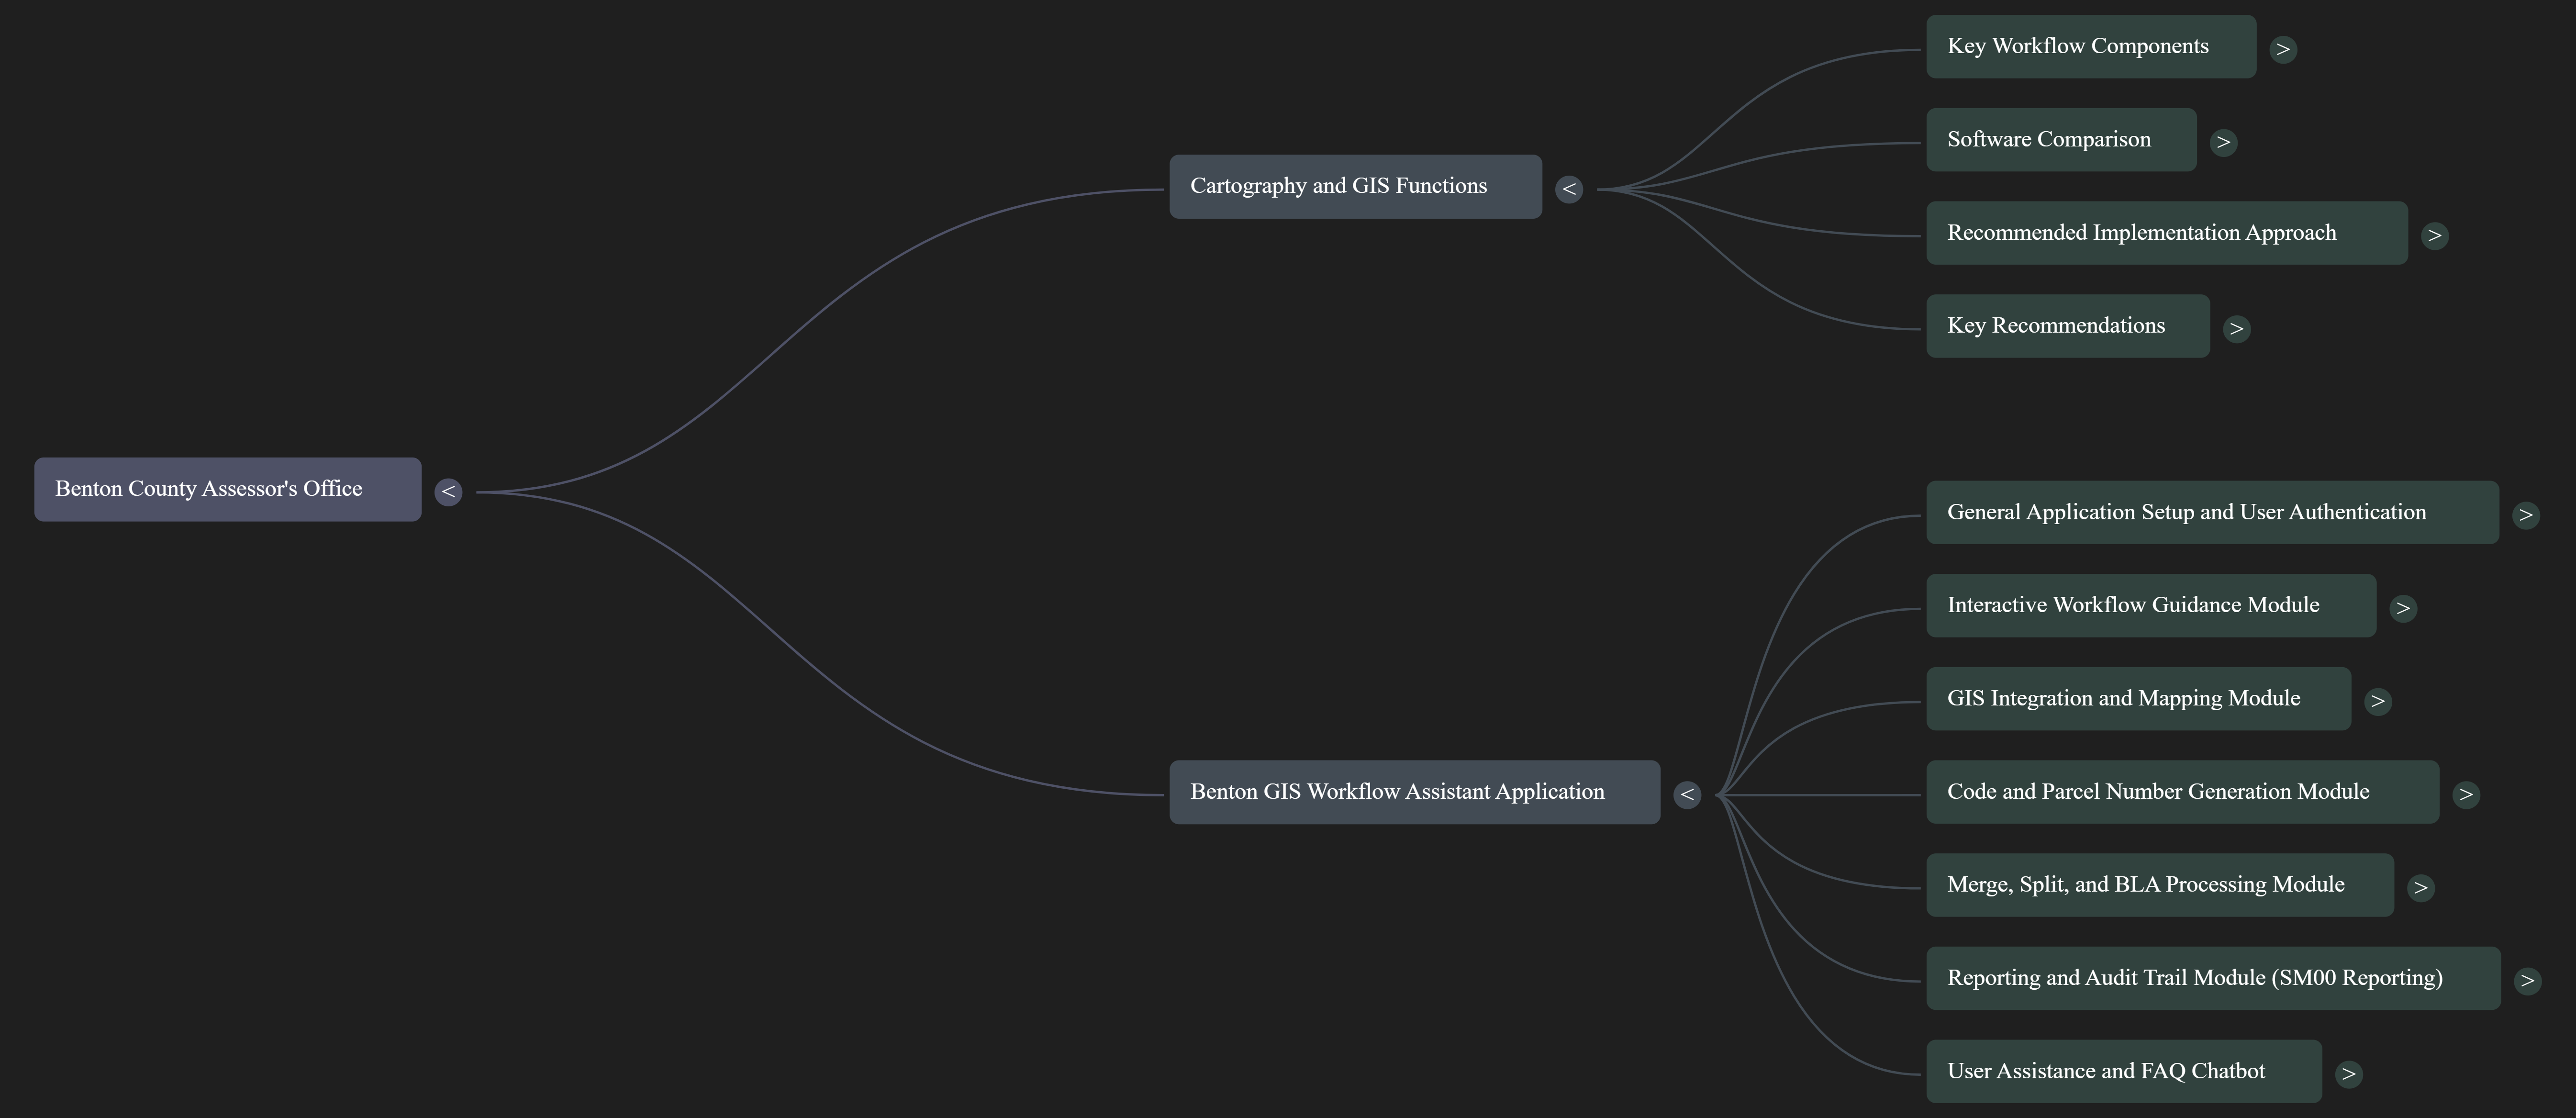 Benton County Assessor's Office
<
Cartography and GIS Functions
<
Key Workflow Components
>
Software Comparison
>
Recommended Implementation Approach
>
Key Recommendations
>
Benton GIS Workflow Assistant Application
<
General Application Setup and User Authentication
>
Interactive Workflow Guidance Module
>
GIS Integration and Mapping Module
>
Code and Parcel Number Generation Module
>
Merge, Split, and BLA Processing Module
>
Reporting and Audit Trail Module (SM00 Reporting)
>
User Assistance and FAQ Chatbot
>